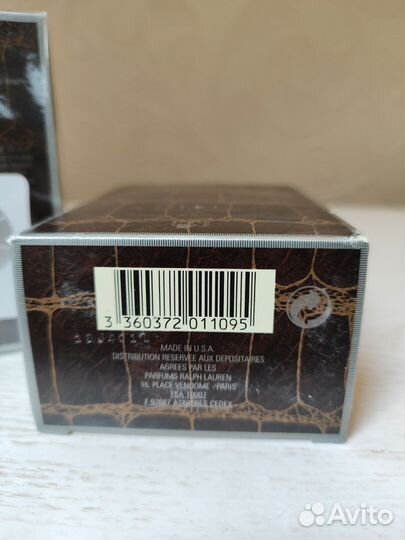 3 360372 011095
MADE IN U.S.A.
DISTRIBUTION RESERVEE AUX DEPOSITAIRES
AGREES PAR LES
PARFUMS RALPH LAUREN
16, PLACE VENDOME - PARIS
TSA 10007
F 92667 ASNIERES CEDEX
Avito